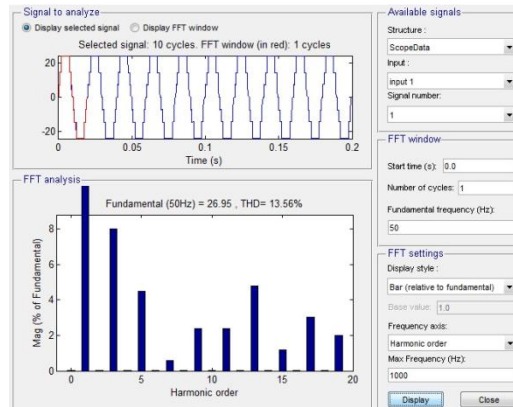 Signal to analyze
Display selected signal Display FFT window
Selected signal: 10 cycles. FFT window (in red): 1 cycles
20
0
-20
0 0.05 0.1 0.15 0.2
Time (s)
FFT analysis
Fundamental (50Hz) = 26.95 , THD= 13.56%
Mag (% of Fundamental)
8
6
4
2
0
0 5 10 15 20
Harmonic order
Available signals
Structure :
ScopeData
Input :
input 1
Signal number:
1
FFT window
Start time (s): 0.0
Number of cycles: 1
Fundamental frequency (Hz):
50
FFT settings
Display style :
Bar (relative to fundamental)
Base value: 1.0
Frequency axis:
Harmonic order
Max Frequency (Hz):
1000
Display Close